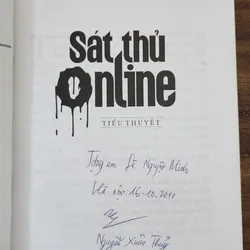 Sát thủ
online
TIỂU THUYẾT
Tặng em Lê Nguyệt Minh
Hà Nội 16-10-2010
Nguyễn Xuân Thủy